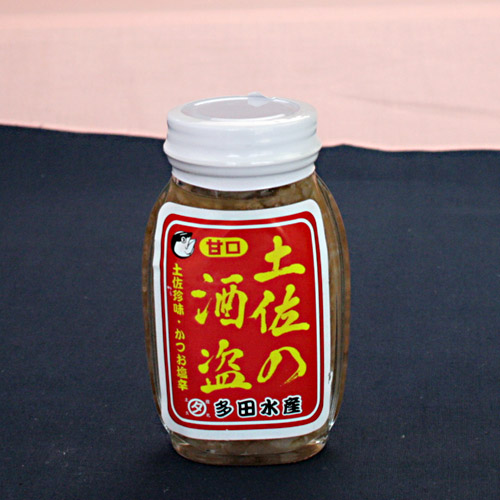 甘口
土佐の
酒盗
土佐珍味・かつお塩辛
多田水産